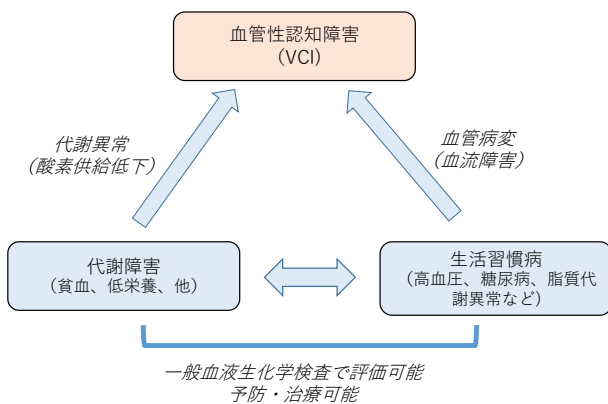 血管性認知障害
（VCI）
代謝異常
（酸素供給低下）
血管病変
（血流障害）
代謝障害
（貧血、低栄養、他）
生活習慣病
（高血圧、糖尿病、脂質代
謝異常など）
一般血液生化学検査で評価可能
予防・治療可能